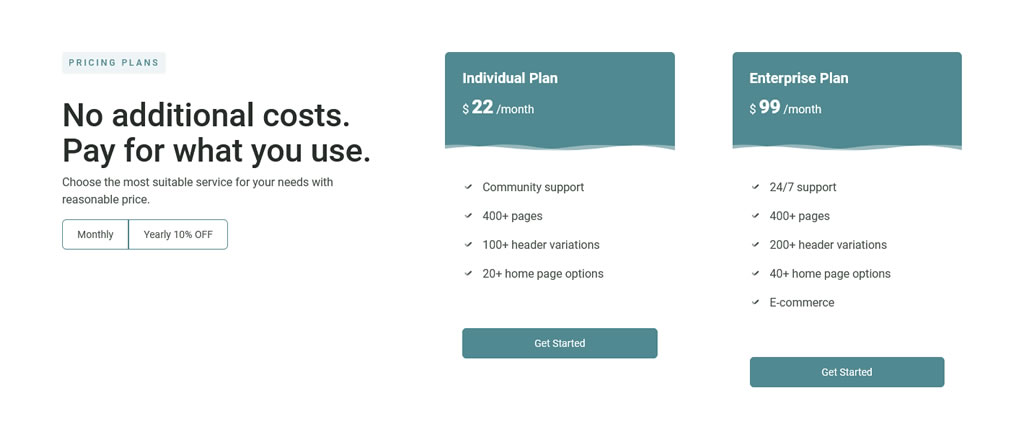 PRICING PLANS
No additional costs.
Pay for what you use.
Choose the most suitable service for your needs with
reasonable price.
Monthly
Yearly 10% OFF
Individual Plan
$ 22 /month
Community support
400+ pages
100+ header variations
20+ home page options
Get Started
Enterprise Plan
$ 99 /month
24/7 support
400+ pages
200+ header variations
40+ home page options
E-commerce
Get Started